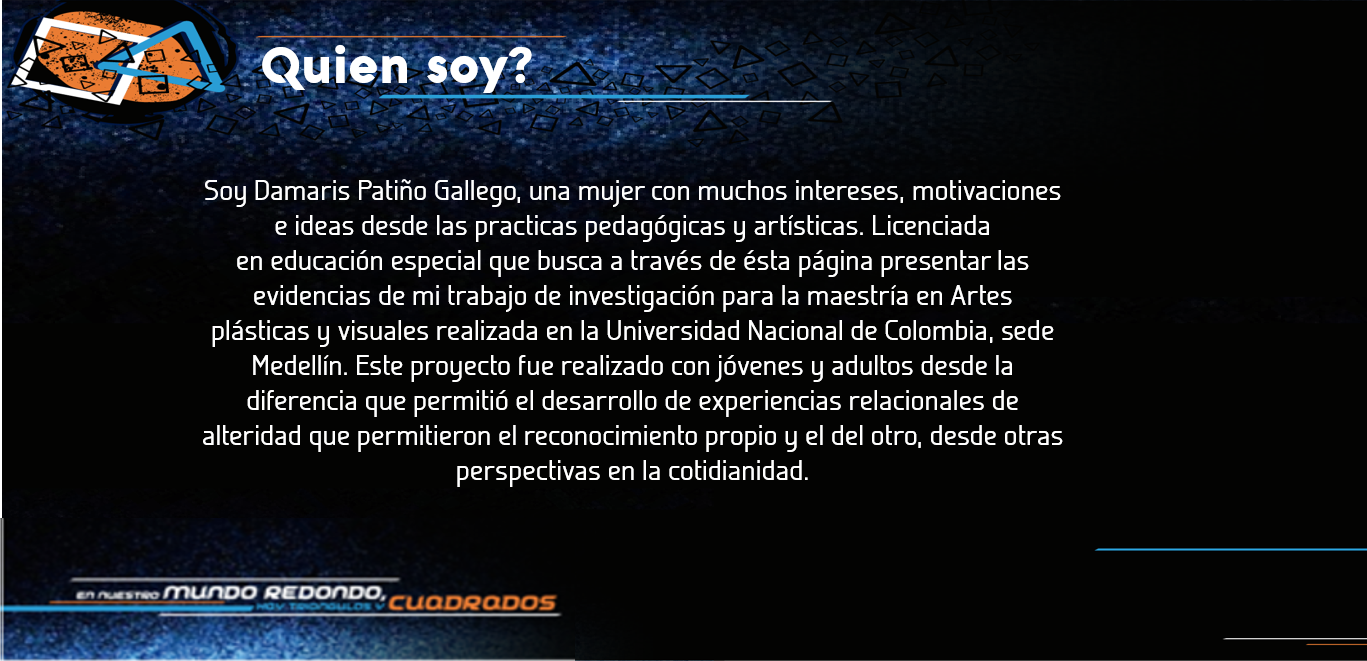 Quien soy?
Soy Damaris Patiño Gallego, una mujer con muchos intereses, motivaciones
e ideas desde las practicas pedagógicas y artísticas. Licenciada
en educación especial que busca a través de ésta página presentar las
evidencias de mi trabajo de investigación para la maestría en Artes
plásticas y visuales realizada en la Universidad Nacional de Colombia, sede
Medellín. Este proyecto fue realizado con jóvenes y adultos desde la
diferencia que permitió el desarrollo de experiencias relacionales de
alteridad que permitieron el reconocimiento propio y el del otro, desde otras
perspectivas en la cotidianidad.
EN NUESTRO MUNDO REDONDO,
HAY TRIÁNGULOS Y CUADRADOS